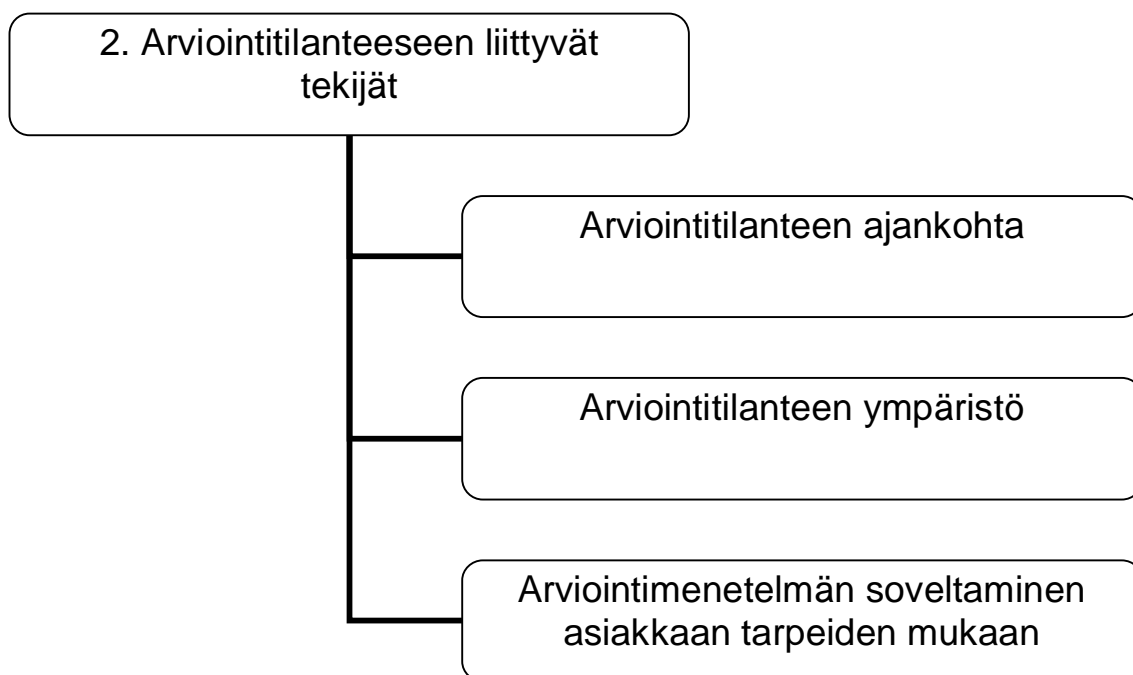 2. Arviointitilanteeseen liittyvät
tekijät
Arviointitilanteen ajankohta
Arviointitilanteen ympäristö
Arviointimenetelmän soveltaminen
asiakkaan tarpeiden mukaan